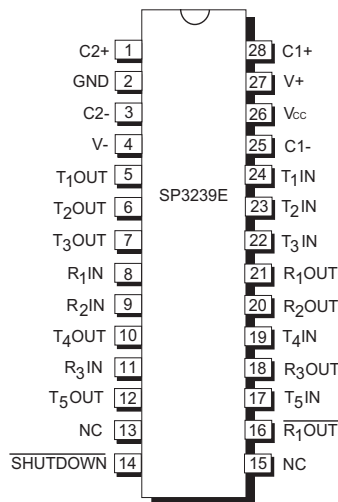 C2+ 1 28 C1+
GND 2 27 V+
C2- 3 26 Vcc
V- 4 25 C1-
T1OUT 5 SP3239E 24 T1IN
T2OUT 6 23 T2IN
T3OUT 7 22 T3IN
R1IN 8 21 R1OUT
R2IN 9 20 R2OUT
T4OUT 10 19 T4IN
R3IN 11 18 R3OUT
T5OUT 12 17 T5IN
NC 13 16 R1OUT
SHUTDOWN 14 15 NC